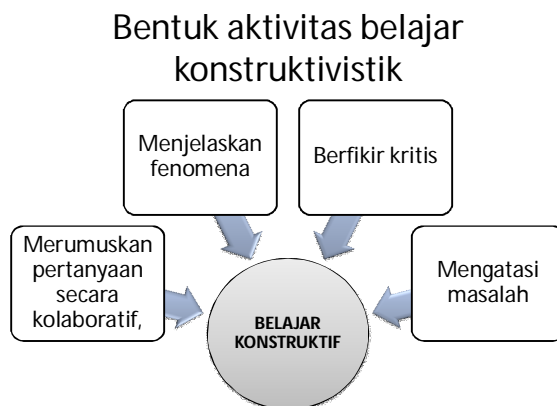 Bentuk aktivitas belajar
konstruktivistik
Menjelaskan
fenomena
Berfikir kritis
Merumuskan
pertanyaan
secara
kolaboratif,
Mengatasi
masalah
BELAJAR
KONSTRUKTIF